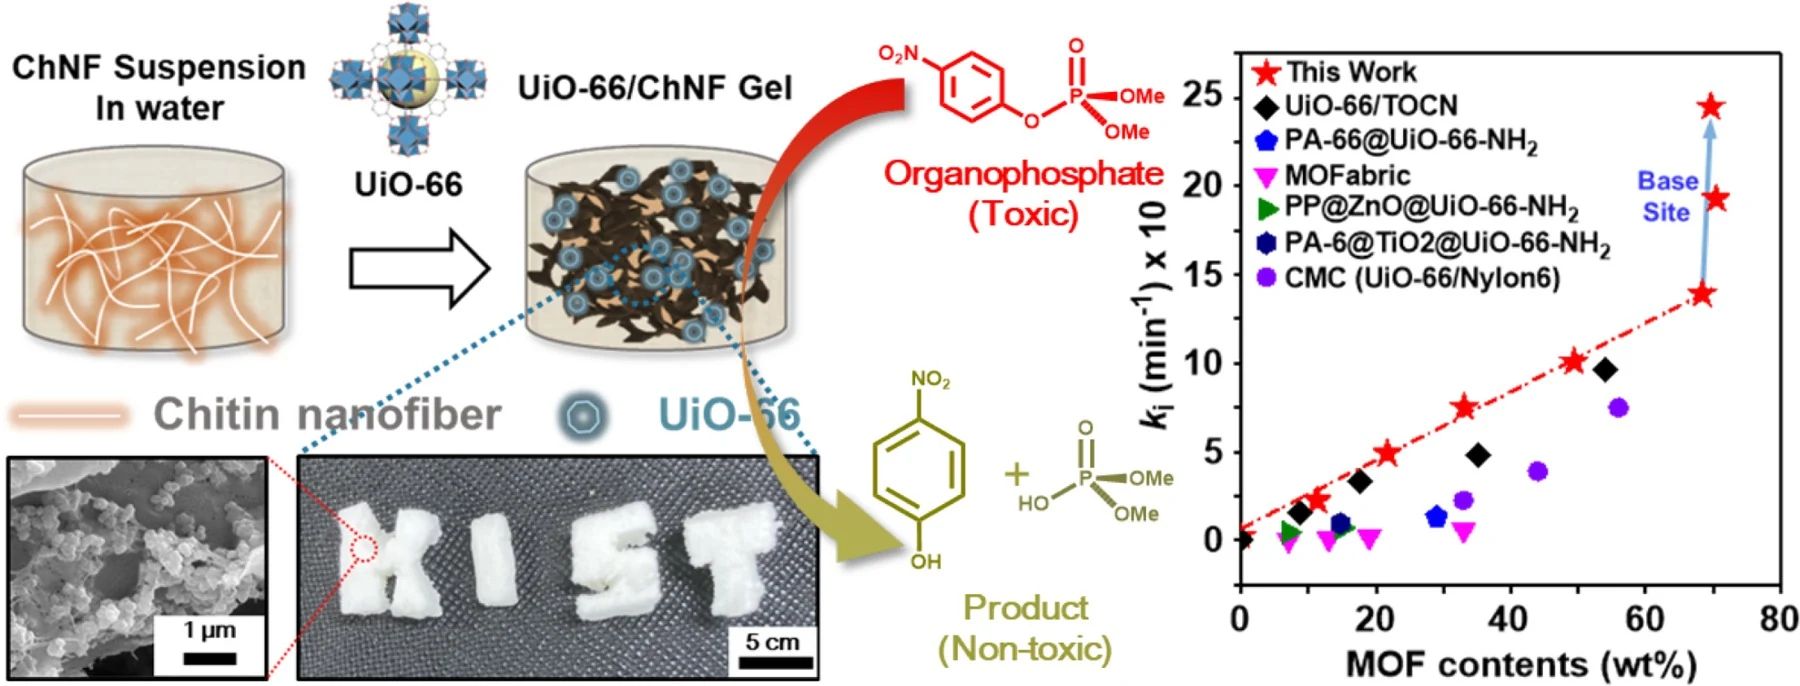 ChNF Suspension
In water
UiO-66
UiO-66/ChNF Gel
Chitin nanofiber
UiO-66
1 μm
KIST
5 cm
O₂N
O
P
OMe
OMe
O
Organophosphate
(Toxic)
NO₂
OH
+
O
HO
P
OMe
OMe
Product
(Non-toxic)
kᵢ (min⁻¹) x 10
25
20
15
10
5
0
This Work
UiO-66/TOCN
PA-66@UiO-66-NH₂
MOFabric
PP@ZnO@UiO-66-NH₂
PA-6@TiO2@UiO-66-NH₂
CMC (UiO-66/Nylon6)
Base
Site
0 20 40 60 80
MOF contents (wt%)